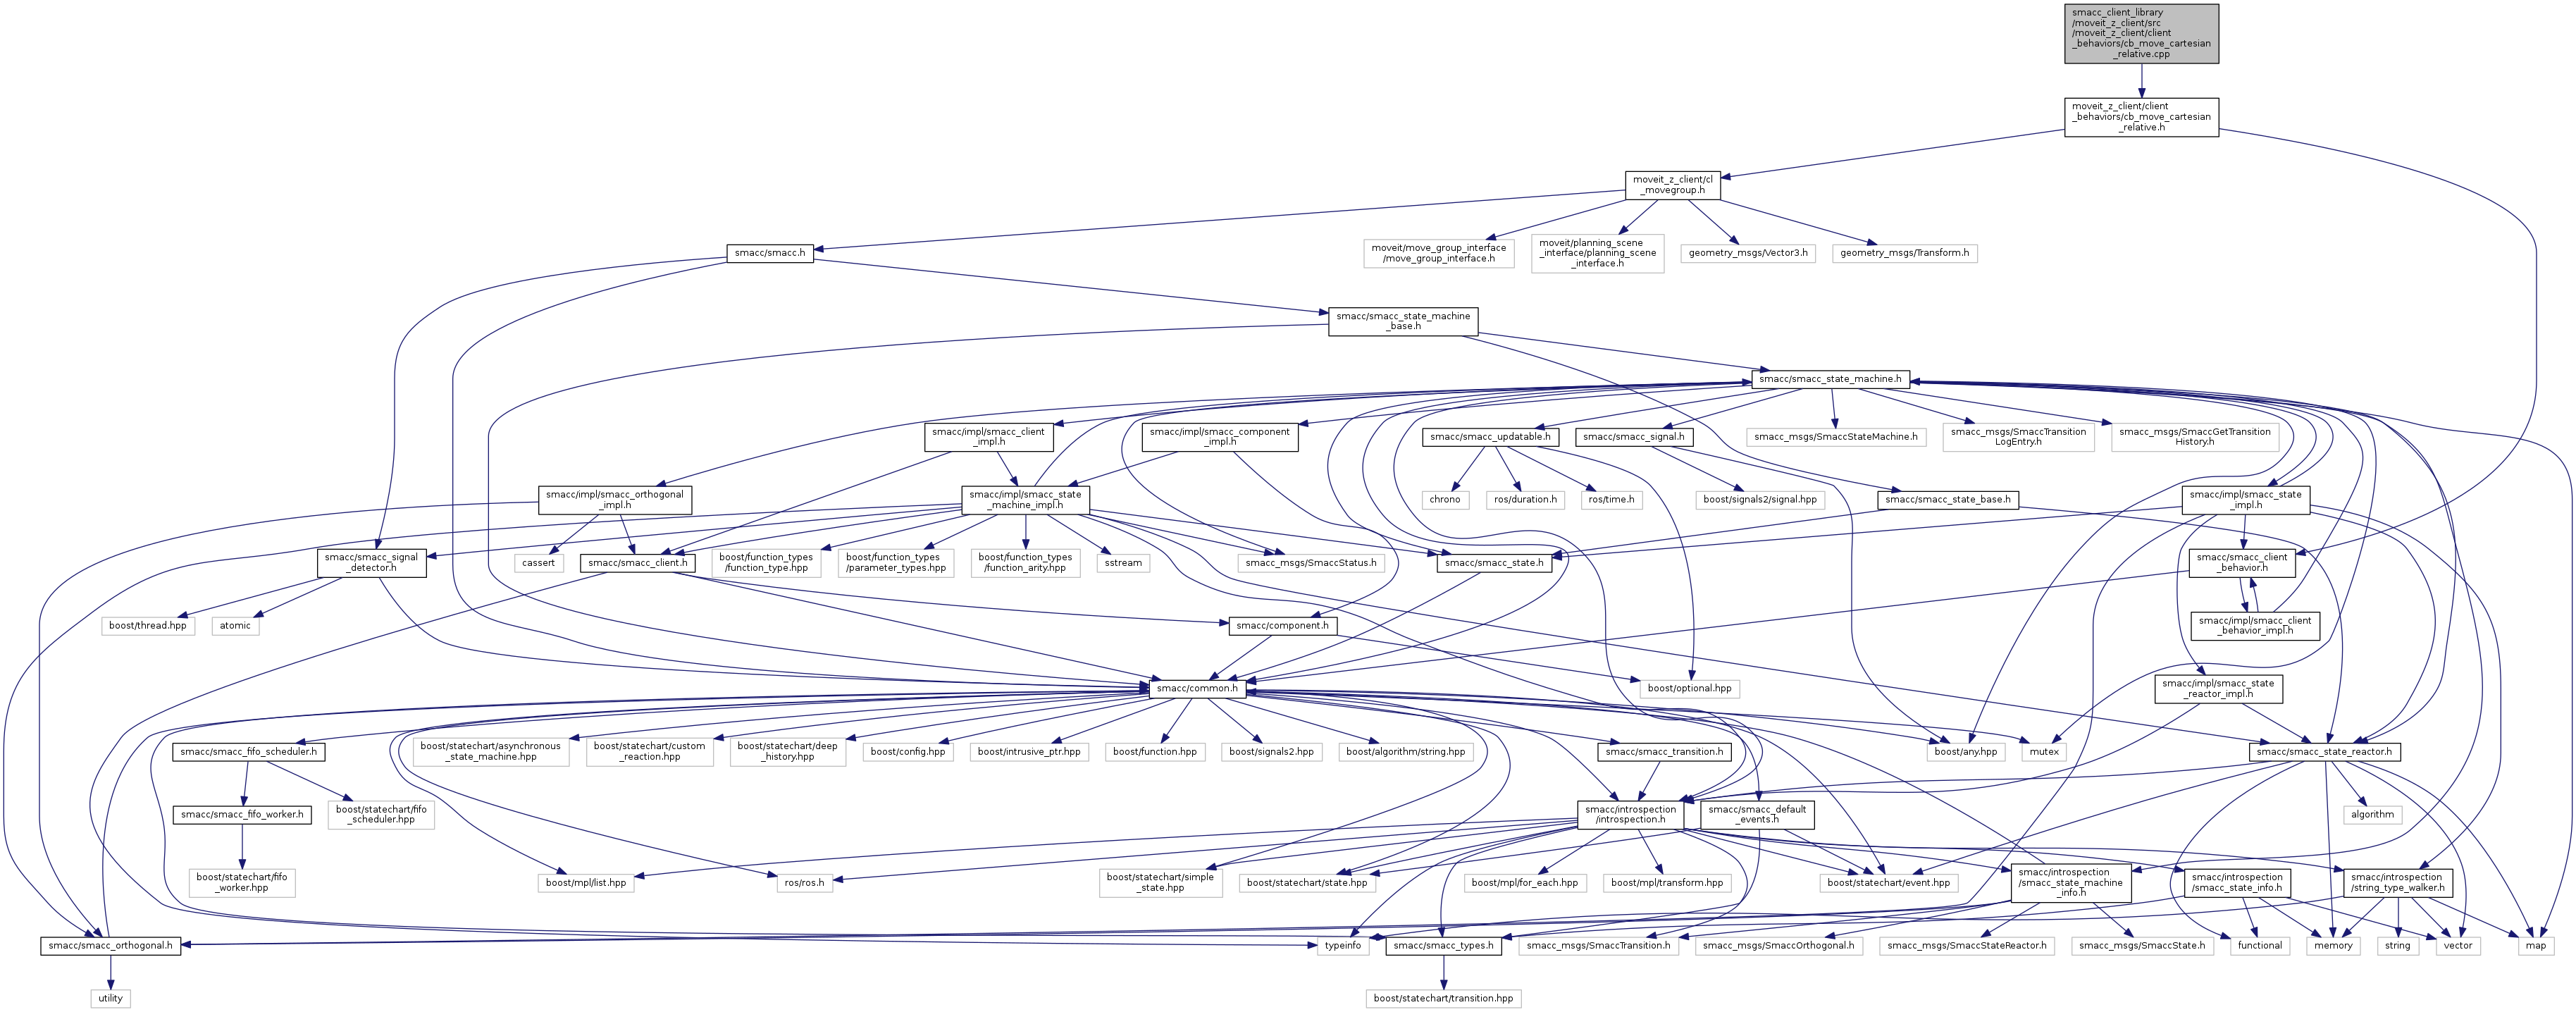 smacc_client_library
/moveit_z_client/src
/moveit_z_client/client
_behaviors/cb_move_cartesian
_relative.cpp
moveit_z_client/client
_behaviors/cb_move_cartesian
_relative.h
moveit_z_client/cl
_movegroup.h
smacc/smacc.h
moveit/move_group_interface
/move_group_interface.h
moveit/planning_scene
_interface/planning_scene
_interface.h
geometry_msgs/Vector3.h
geometry_msgs/Transform.h
smacc/smacc_state_machine
_base.h
smacc/smacc_state_machine.h
smacc/impl/smacc_client
_impl.h
smacc/impl/smacc_component
_impl.h
smacc/smacc_updatable.h
smacc/smacc_signal.h
smacc_msgs/SmaccStateMachine.h
smacc_msgs/SmaccTransition
LogEntry.h
smacc_msgs/SmaccGetTransition
History.h
smacc/impl/smacc_orthogonal
_impl.h
smacc/impl/smacc_state
_machine_impl.h
chrono
ros/duration.h
ros/time.h
boost/signals2/signal.hpp
smacc/smacc_state_base.h
smacc/impl/smacc_state
_impl.h
smacc/smacc_signal
_detector.h
cassert
smacc/smacc_client.h
boost/function_types
/function_type.hpp
boost/function_types
/parameter_types.hpp
boost/function_types
/function_arity.hpp
sstream
smacc_msgs/SmaccStatus.h
smacc/smacc_state.h
smacc/smacc_client
_behavior.h
boost/thread.hpp
atomic
smacc/component.h
smacc/impl/smacc_client
_behavior_impl.h
smacc/common.h
boost/optional.hpp
smacc/impl/smacc_state
_reactor_impl.h
smacc/smacc_fifo_scheduler.h
boost/statechart/asynchronous
_state_machine.hpp
boost/statechart/custom
_reaction.hpp
boost/statechart/deep
_history.hpp
boost/config.hpp
boost/intrusive_ptr.hpp
boost/function.hpp
boost/signals2.hpp
boost/algorithm/string.hpp
smacc/smacc_transition.h
boost/any.hpp
mutex
smacc/smacc_state_reactor.h
smacc/smacc_fifo_worker.h
boost/statechart/fifo
_scheduler.hpp
smacc/introspection
/introspection.h
smacc/smacc_default
_events.h
algorithm
boost/statechart/fifo
_worker.hpp
boost/mpl/list.hpp
ros/ros.h
boost/statechart/simple
_state.hpp
boost/statechart/state.hpp
boost/mpl/for_each.hpp
boost/mpl/transform.hpp
boost/statechart/event.hpp
smacc/introspection
/smacc_state_machine
_info.h
smacc/introspection
/smacc_state_info.h
smacc/introspection
/string_type_walker.h
smacc/smacc_orthogonal.h
typeinfo
smacc/smacc_types.h
smacc_msgs/SmaccTransition.h
smacc_msgs/SmaccOrthogonal.h
smacc_msgs/SmaccStateReactor.h
smacc_msgs/SmaccState.h
functional
memory
string
vector
map
utility
boost/statechart/transition.hpp